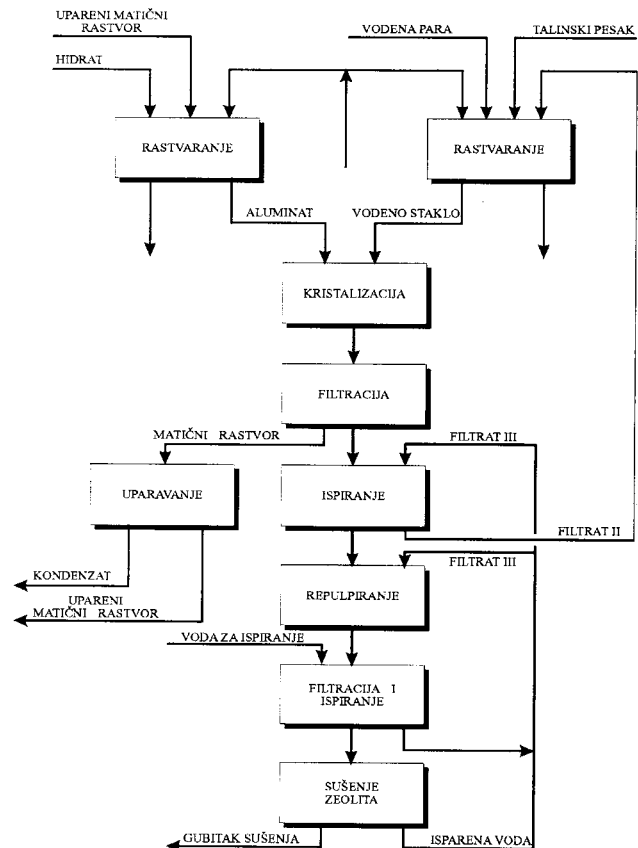 UPARENI MATIČNI
RASTVOR
VODENA PARA
TALINSKI PESAK
HIDRAT
RASTVARANJE
RASTVARANJE
ALUMINAT
VODENO STAKLO
KRISTALIZACIJA
FILTRACIJA
MATIČNI RASTVOR
FILTRAT III
UPARAVANJE
ISPIRANJE
FILTRAT II
KONDENZAT
FILTRAT III
UPARENI
MATIČNI RASTVOR
REPULPIRANJE
VODA ZA ISPIRANJE
FILTRACIJA I
ISPIRANJE
SUŠENJE
ZEOLITA
GUBITAK SUŠENJA
ISPARENA VODA